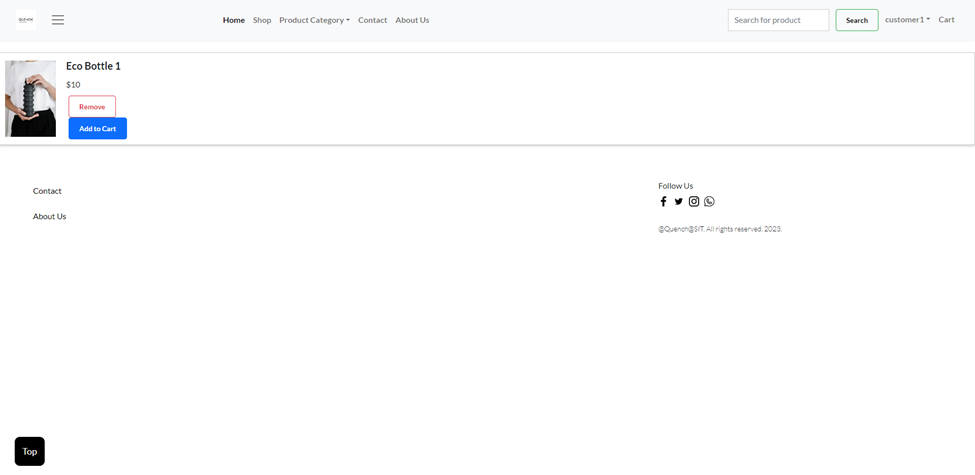 QUENCH
Home Shop Product Category Contact About Us
Search for product Search customer1 Cart
Eco Bottle 1
$10
Remove
Add to Cart
Contact
About Us
Follow Us
@Quench@SIT. All rights reserved. 2023.
Top